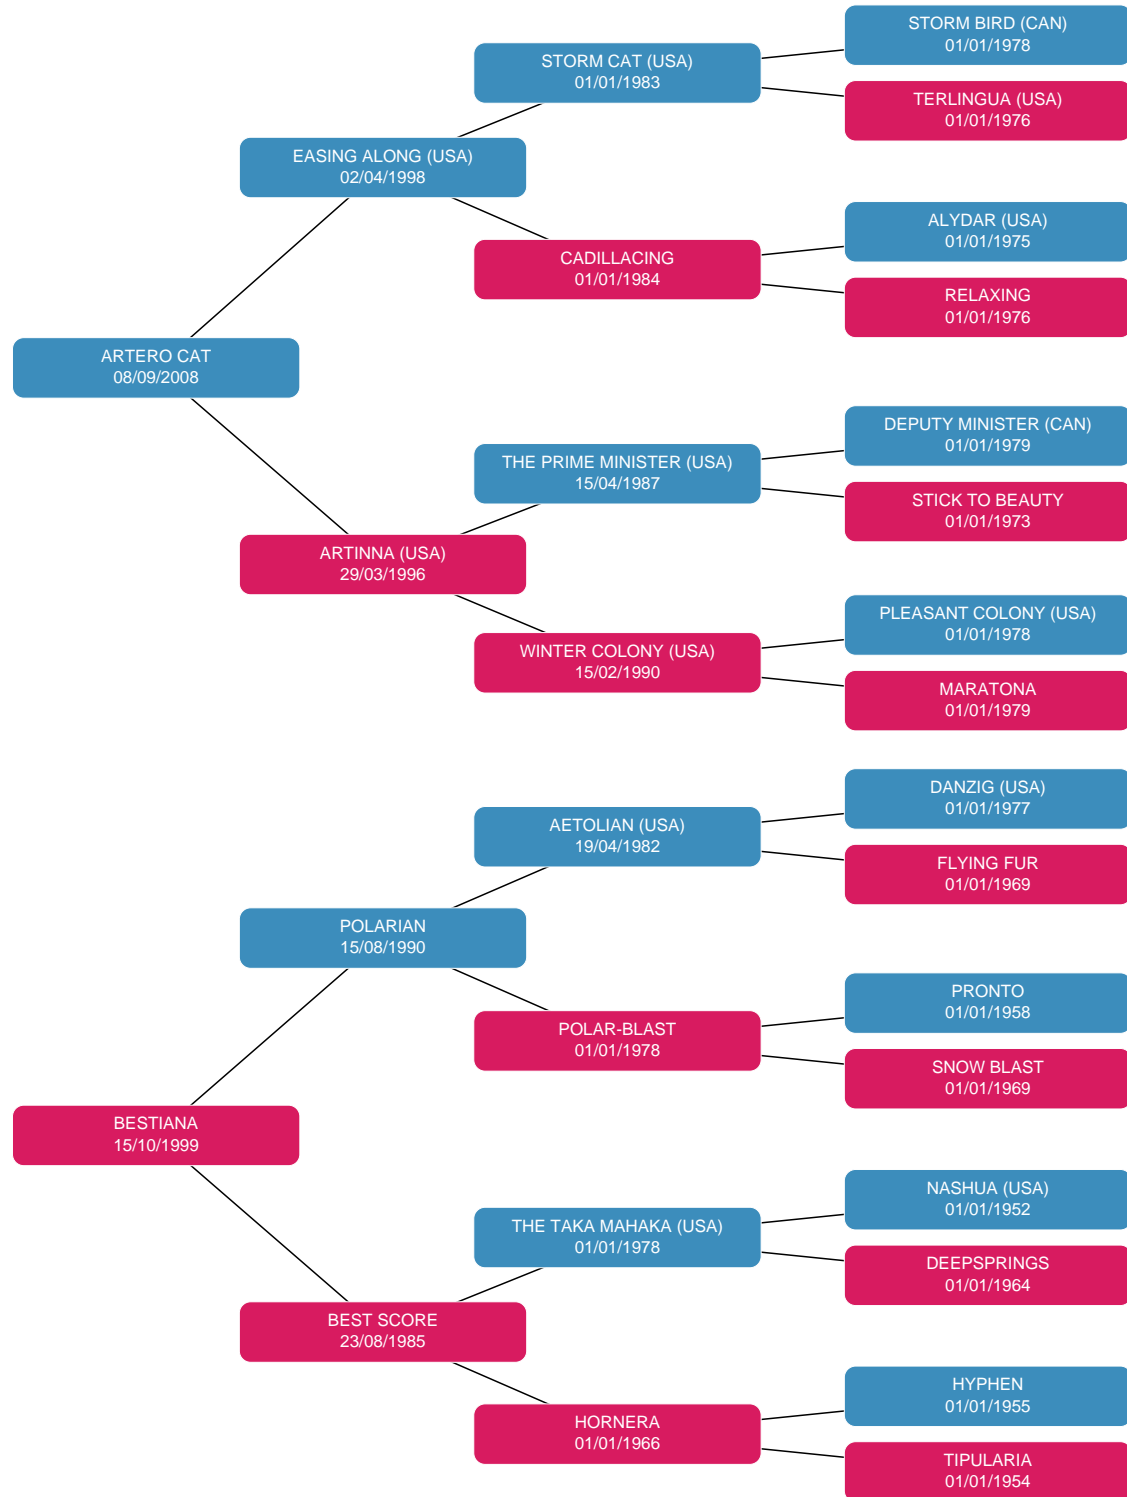 STORM BIRD (CAN)
01/01/1978
STORM CAT (USA)
01/01/1983
TERLINGUA (USA)
01/01/1976
EASING ALONG (USA)
02/04/1998
ALYDAR (USA)
01/01/1975
CADILLACING
01/01/1984
RELAXING
01/01/1976
ARTERO CAT
08/09/2008
DEPUTY MINISTER (CAN)
01/01/1979
THE PRIME MINISTER (USA)
15/04/1987
STICK TO BEAUTY
01/01/1973
ARTINNA (USA)
29/03/1996
PLEASANT COLONY (USA)
01/01/1978
WINTER COLONY (USA)
15/02/1990
MARATONA
01/01/1979
DANZIG (USA)
01/01/1977
AETOLIAN (USA)
19/04/1982
FLYING FUR
01/01/1969
POLARIAN
15/08/1990
PRONTO
01/01/1958
POLAR-BLAST
01/01/1978
SNOW BLAST
01/01/1969
BESTIANA
15/10/1999
NASHUA (USA)
01/01/1952
THE TAKA MAHAKA (USA)
01/01/1978
DEEPSPRINGS
01/01/1964
BEST SCORE
23/08/1985
HYPHEN
01/01/1955
HORNERA
01/01/1966
TIPULARIA
01/01/1954